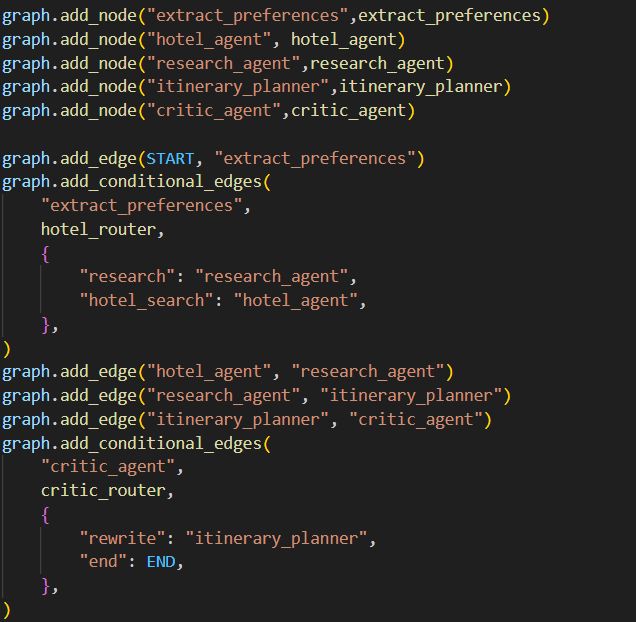 graph.add_node("extract_preferences",extract_preferences)
graph.add_node("hotel_agent", hotel_agent)
graph.add_node("research_agent",research_agent)
graph.add_node("itinerary_planner",itinerary_planner)
graph.add_node("critic_agent",critic_agent)

graph.add_edge(START, "extract_preferences")
graph.add_conditional_edges(
    "extract_preferences",
    hotel_router,
    {
        "research": "research_agent",
        "hotel_search": "hotel_agent",
    },
)
graph.add_edge("hotel_agent", "research_agent")
graph.add_edge("research_agent", "itinerary_planner")
graph.add_edge("itinerary_planner", "critic_agent")
graph.add_conditional_edges(
    "critic_agent",
    critic_router,
    {
        "rewrite": "itinerary_planner",
        "end": END,
    },
)